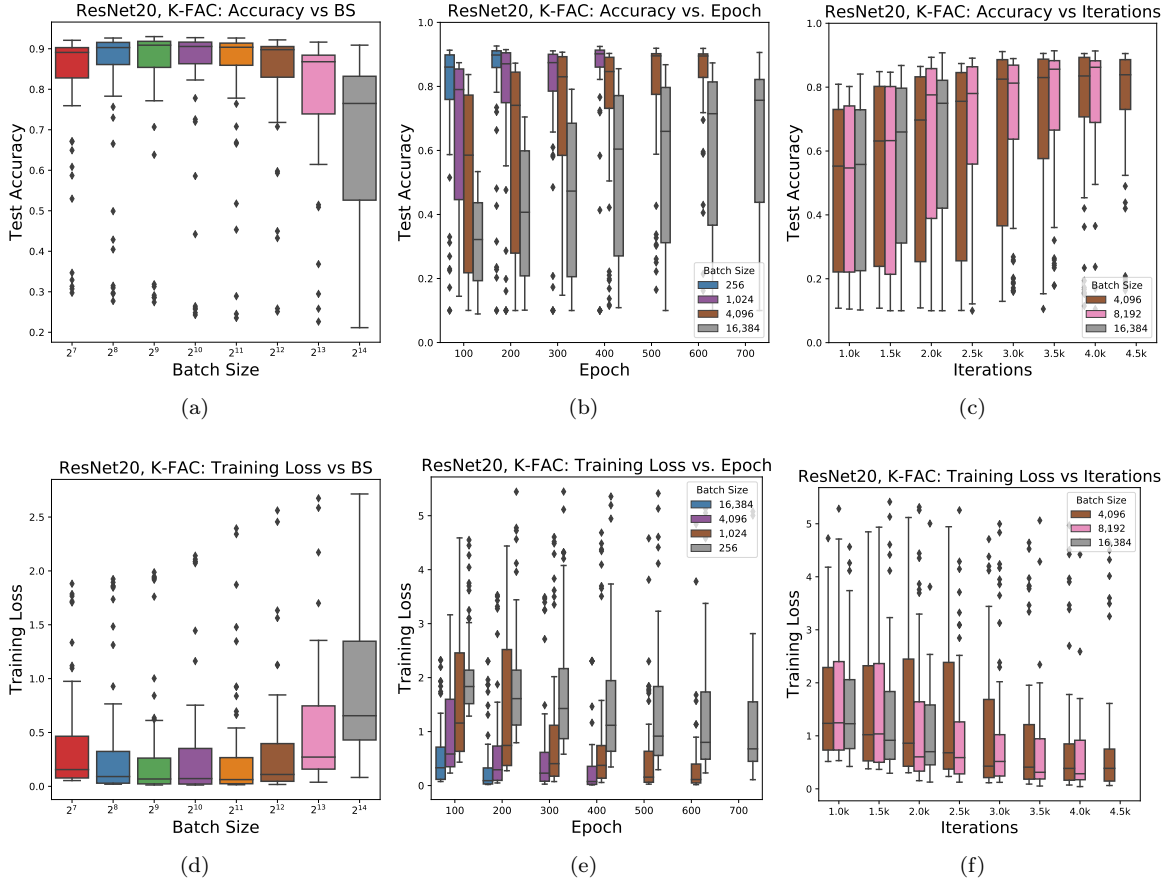 ResNet20, K-FAC: Accuracy vs BS
Test Accuracy
0.9
0.8
0.7
0.6
0.5
0.4
0.3
0.2
2^7 2^8 2^9 2^10 2^11 2^12 2^13 2^14
Batch Size
(a)
ResNet20, K-FAC: Accuracy vs. Epoch
Test Accuracy
1.0
0.8
0.6
0.4
0.2
0.0
Batch Size
256
1,024
4,096
16,384
100 200 300 400 500 600 700
Epoch
(b)
ResNet20, K-FAC: Accuracy vs Iterations
Test Accuracy
1.0
0.8
0.6
0.4
0.2
0.0
Batch Size
4,096
8,192
16,384
1.0k 1.5k 2.0k 2.5k 3.0k 3.5k 4.0k 4.5k
Iterations
(c)
ResNet20, K-FAC: Training Loss vs BS
Training Loss
2.5
2.0
1.5
1.0
0.5
0.0
2^7 2^8 2^9 2^10 2^11 2^12 2^13 2^14
Batch Size
(d)
ResNet20, K-FAC: Training Loss vs. Epoch
Training Loss
5
4
3
2
1
0
Batch Size
16,384
4,096
1,024
256
100 200 300 400 500 600 700
Epoch
(e)
ResNet20, K-FAC: Training Loss vs Iterations
Training Loss
5
4
3
2
1
0
Batch Size
4,096
8,192
16,384
1.0k 1.5k 2.0k 2.5k 3.0k 3.5k 4.0k 4.5k
Iterations
(f)